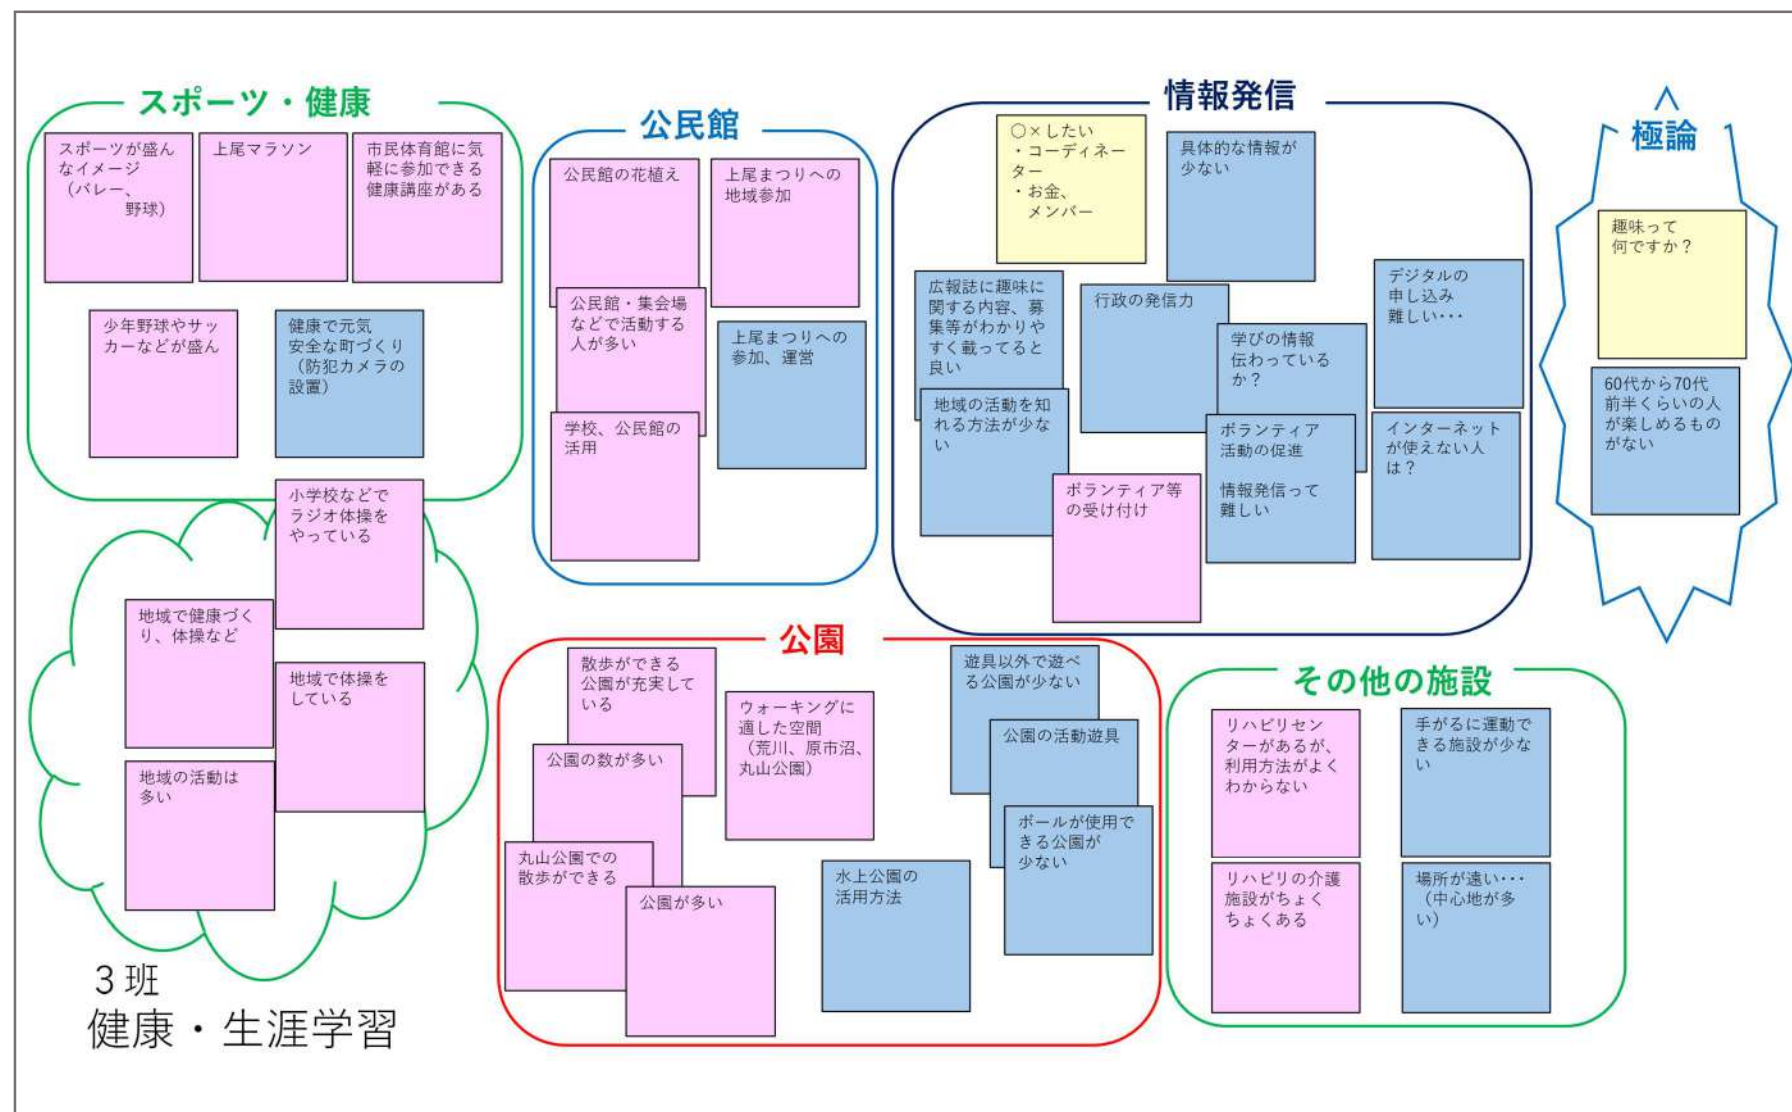 スポーツ・健康
スポーツが盛ん
なイメージ
（バレー、
野球）
上尾マラソン
市民体育館に気
軽に参加できる
健康講座がある
少年野球やサッ
カーなどが盛ん
健康で元気
安全な町づくり
（防犯カメラの
設置）
小学校などで
ラジオ体操を
やっている
地域で健康づく
り、体操など
地域で体操を
している
地域の活動は
多い
３班
健康・生涯学習
公民館
公民館の花植え
上尾まつりへの
地域参加
公民館・集会場
などで活動する
人が多い
上尾まつりへの
参加、運営
学校、公民館の
活用
情報発信
○×したい
・コーディネー
ター
・お金、
メンバー
具体的な情報が
少ない
広報誌に趣味に
関する内容、募
集等がわかりや
すく載ってると
良い
行政の発信力
学びの情報
伝わっている
か？
デジタルの
申し込み
難しい･･･
地域の活動を知
れる方法が少な
い
ボランティア等
の受け付け
ボランティア
活動の促進
情報発信って
難しい
インターネット
が使えない人
は？
極論
趣味って
何ですか？
60代から70代
前半くらいの人
が楽しめるもの
がない
公園
散歩ができる
公園が充実して
いる
ウォーキングに
適した空間
（荒川、原市沼、
丸山公園）
公園の数が多い
丸山公園での
散歩ができる
公園が多い
遊具以外で遊べ
る公園が少ない
公園の活動遊具
ボールが使用で
きる公園が
少ない
水上公園の
活用方法
その他の施設
リハビリセン
ターがあるが、
利用方法がよく
わからない
手がるに運動で
きる施設が少な
い
リハビリの介護
施設がちょく
ちょくある
場所が遠い･･･
（中心地が多
い）